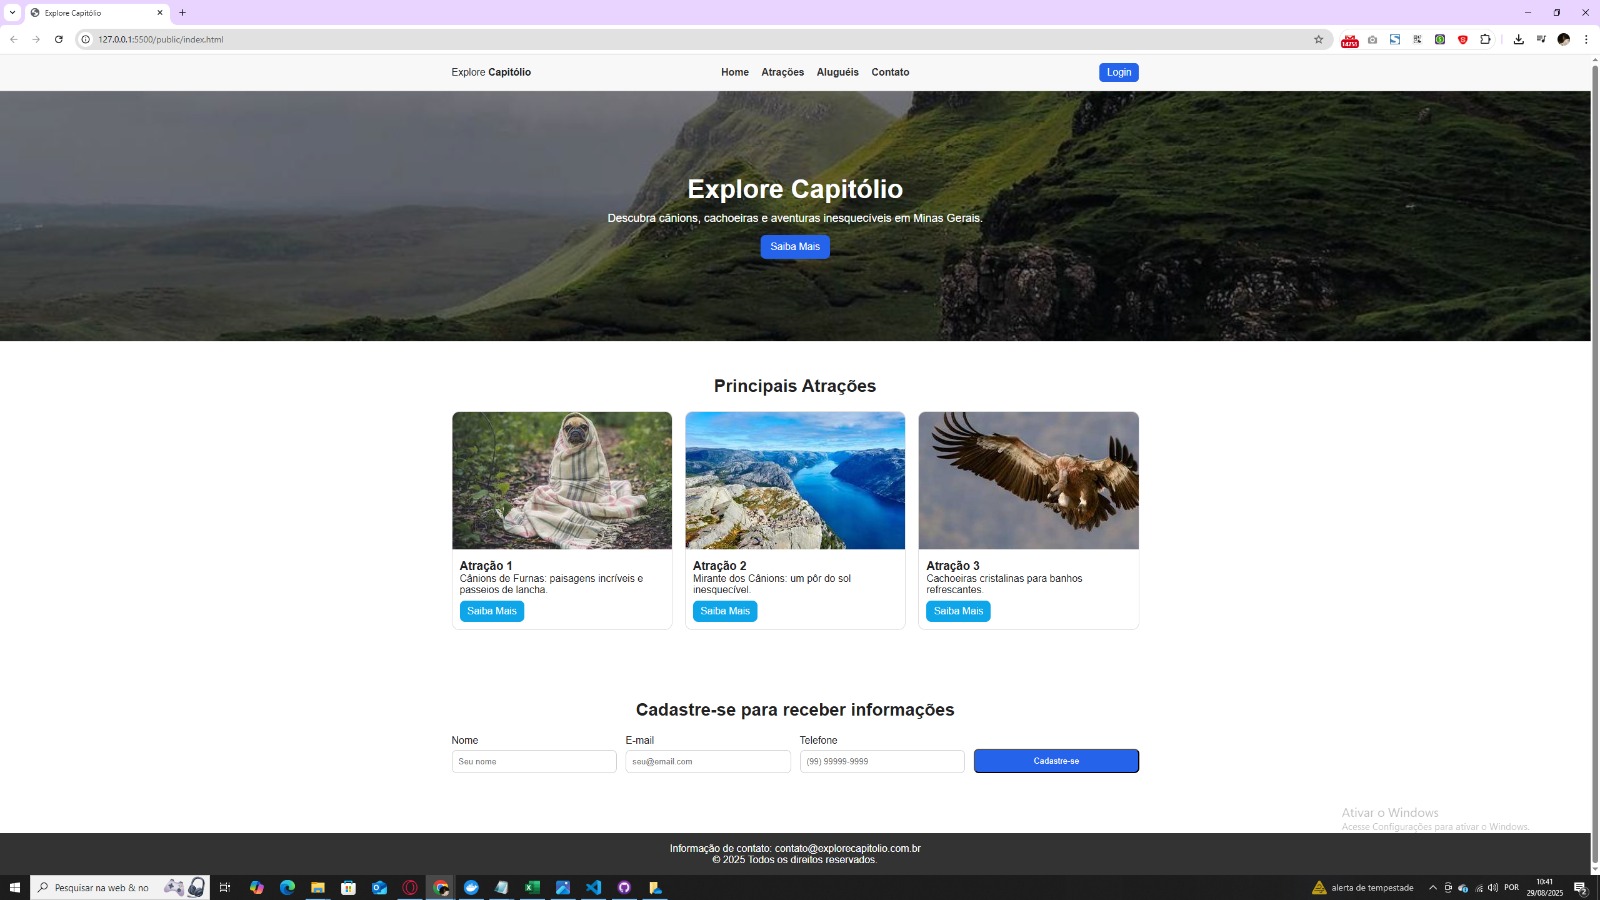 Explore Capitólio
127.0.0.1:5500/public/index.html
14251
Explore Capitólio
Home Atrações Aluguéis Contato
Login
Explore Capitólio
Descubra cânions, cachoeiras e aventuras inesquecíveis em Minas Gerais.
Saiba Mais
Principais Atrações
Atração 1
Cânions de Furnas: paisagens incríveis e
passeios de lancha.
Saiba Mais
Atração 2
Mirante dos Cânions: um pôr do sol
inesquecível.
Saiba Mais
Atração 3
Cachoeiras cristalinas para banhos
refrescantes.
Saiba Mais
Cadastre-se para receber informações
Nome
Seu nome
E-mail
seu@email.com
Telefone
(99) 99999-9999
Cadastre-se
Ativar o Windows
Acesse Configurações para ativar o Windows.
Informação de contato: contato@explorecapitolio.com.br
© 2025 Todos os direitos reservados.
Pesquisar na web & no
alerta de tempestade
POR
10:41
29/08/2025
2